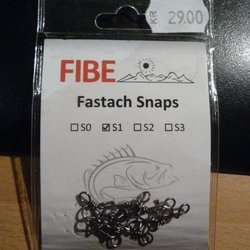 KR 29.00
FIBE
Fastach Snaps
S0 S1 S2 S3